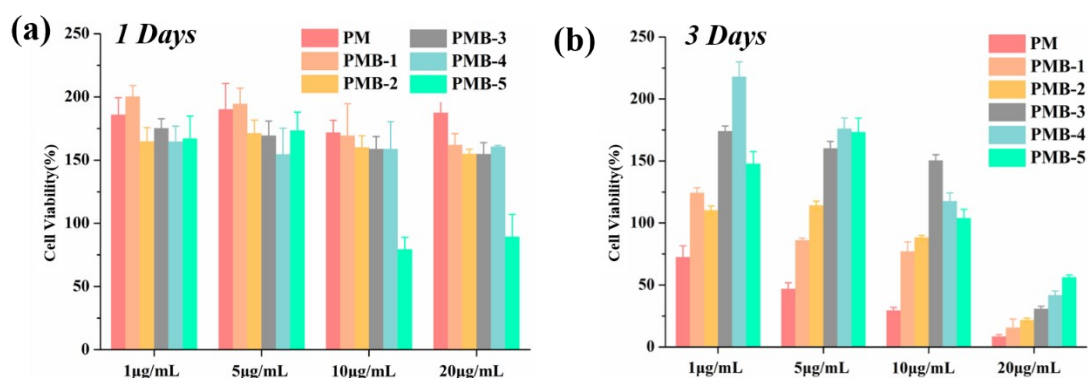 (a)
1 Days
PM
PMB-1
PMB-2
PMB-3
PMB-4
PMB-5
Cell Viability(%)
250
200
150
100
50
0
1μg/mL 5μg/mL 10μg/mL 20μg/mL
(b)
3 Days
PM
PMB-1
PMB-2
PMB-3
PMB-4
PMB-5
Cell Viability(%)
250
200
150
100
50
0
1μg/mL 5μg/mL 10μg/mL 20μg/mL